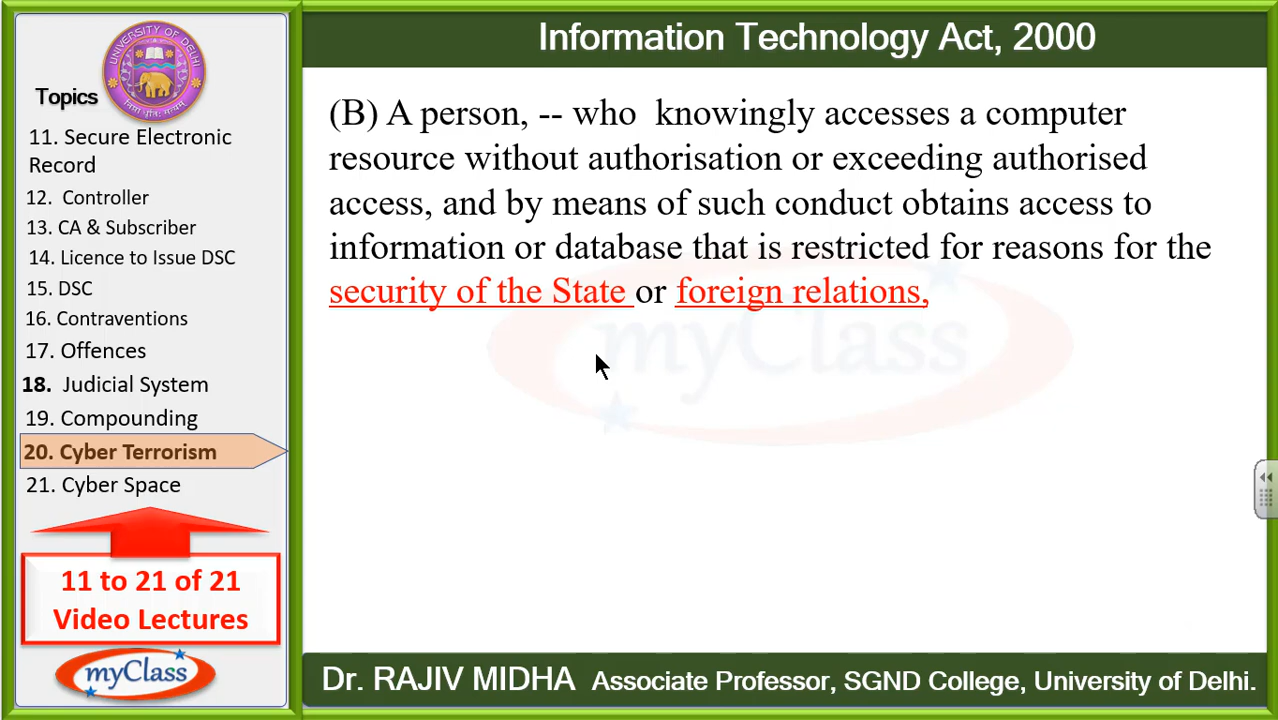 Information Technology Act, 2000
UNIVERSITY OF DELHI
Topics
11. Secure Electronic
Record
12. Controller
13. CA & Subscriber
14. Licence to Issue DSC
15. DSC
16. Contraventions
17. Offences
18. Judicial System
19. Compounding
20. Cyber Terrorism
21. Cyber Space
11 to 21 of 21
Video Lectures
myClass
(B) A person, -- who knowingly accesses a computer
resource without authorisation or exceeding authorised
access, and by means of such conduct obtains access to
information or database that is restricted for reasons for the
security of the State or foreign relations,
myClass
Dr. RAJIV MIDHA Associate Professor, SGND College, University of Delhi.